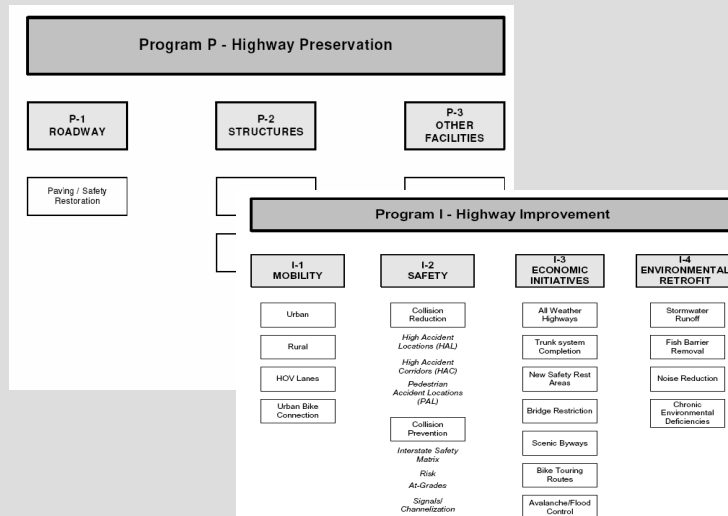 Program P - Highway Preservation
P-1
ROADWAY
P-2
STRUCTURES
P-3
OTHER
FACILITIES
Paving / Safety
Restoration
Program I - Highway Improvement
I-1
MOBILITY
Urban
Rural
HOV Lanes
Urban Bike
Connection
I-2
SAFETY
Collision
Reduction
High Accident
Locations (HAL)
High Accident
Corridors (HAC)
Pedestrian
Accident Locations
(PAL)
Collision
Prevention
Interstate Safety
Matrix
Risk
At-Grades
Signals/
Channelization
I-3
ECONOMIC
INITIATIVES
All Weather
Highways
Trunk system
Completion
New Safety Rest
Areas
Bridge Restriction
Scenic Byways
Bike Touring
Routes
Avalanche/Flood
Control
I-4
ENVIRONMENTAL
RETROFIT
Stormwater
Runoff
Fish Barrier
Removal
Noise Reduction
Chronic
Environmental
Deficiencies